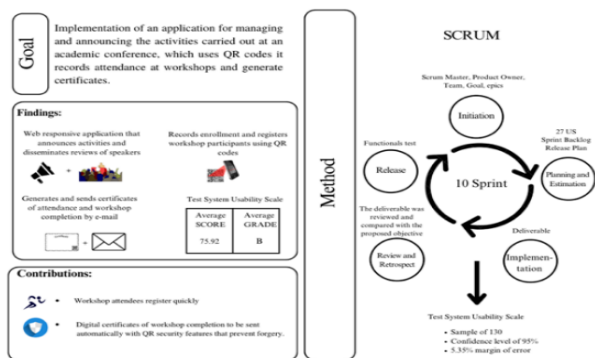 Goal
Implementation of an application for managing
and announcing the activities carried out at an
academic conference, which uses QR codes it
records attendance at workshops and generate
certificates.
Findings:
Web responsive application that
announces activities and
disseminates reviews of speakers
Records enrollment and registers
workshop participants using QR
codes
Generates and sends certificates
of attendance and workshop
completion by e-mail
Test System Usability Scale
Average
SCORE
Average
GRADE
75.92
B
Contributions:
Workshop attendees register quickly
Digital certificates of workshop completion to be sent
automatically with QR security features that prevent forgery.
Method
SCRUM
Scrum Master, Product Owner,
Team, Goal, epics
Initiation
27 US
Sprint Backlog
Release Plan
Planning and
Estimation
Functionals test
Release
10 Sprint
The deliverable was
reviewed and
compared with the
proposed objective
Review and
Retrospect
Deliverable
Implemen-
tation
Test System Usability Scale
• Sample of 130
• Confidence level of 95%
• 5.35% margin of error